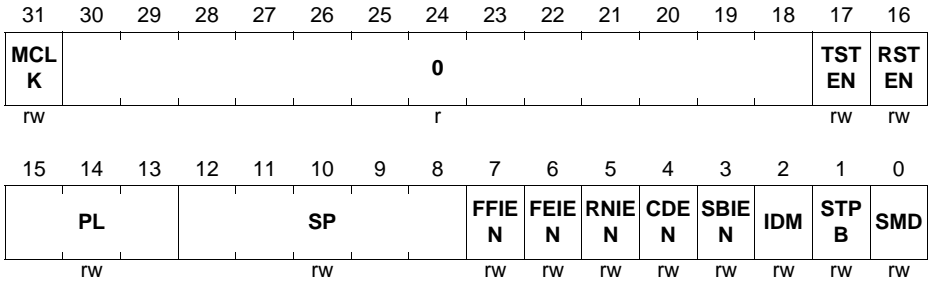 31 30 29 28 27 26 25 24 23 22 21 20 19 18 17 16
MCL
K 0 TST
EN RST
EN
rw r rw rw
15 14 13 12 11 10 9 8 7 6 5 4 3 2 1 0
PL SP FFIE
N FEIE
N RNIE
N CDE
N SBIE
N IDM STP
B SMD
rw rw rw rw rw rw rw rw rw rw